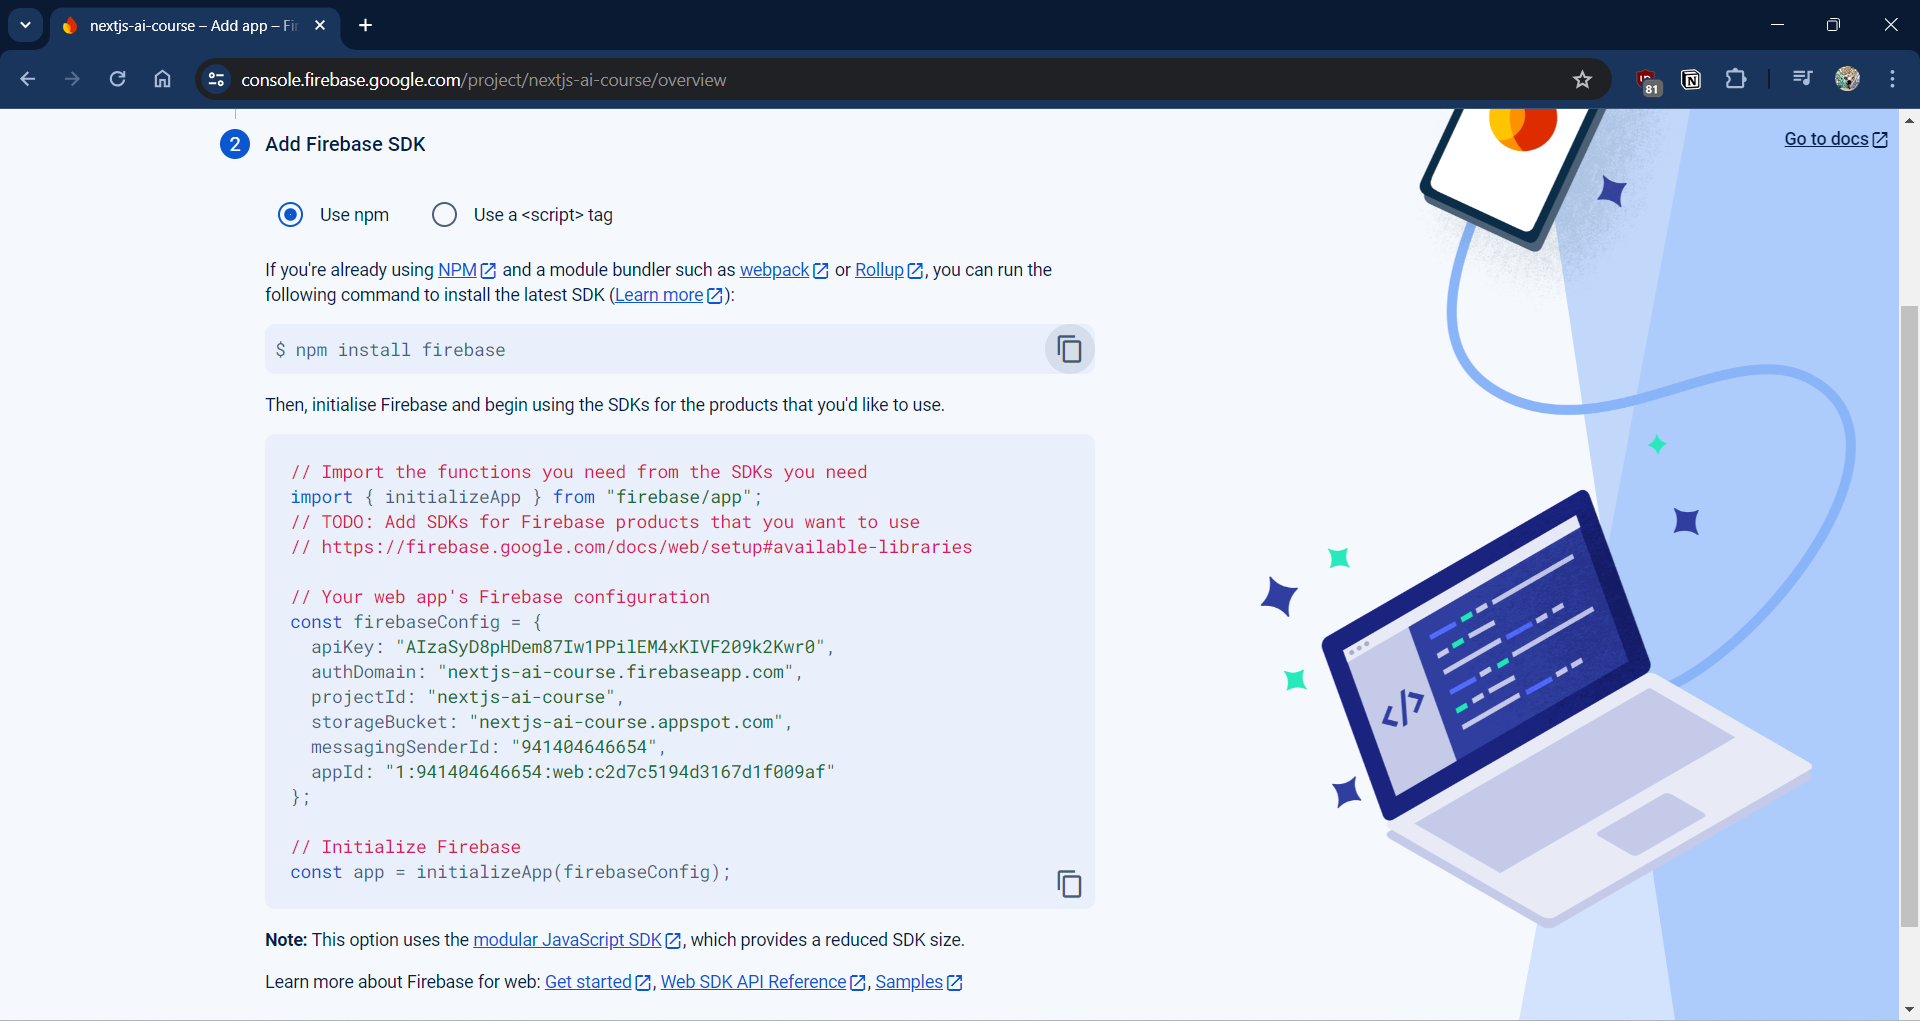 nextjs-ai-course – Add app – Fi
console.firebase.google.com/project/nextjs-ai-course/overview
81
Go to docs
2 Add Firebase SDK
Use npm Use a <script> tag
If you're already using NPM and a module bundler such as webpack or Rollup, you can run the
following command to install the latest SDK (Learn more):
$ npm install firebase
Then, initialise Firebase and begin using the SDKs for the products that you'd like to use.
// Import the functions you need from the SDKs you need
import { initializeApp } from "firebase/app";
// TODO: Add SDKs for Firebase products that you want to use
// https://firebase.google.com/docs/web/setup#available-libraries
// Your web app's Firebase configuration
const firebaseConfig = {
apiKey: "AIzaSyD8pHDem87Iw1PPilEM4xKIVF209k2Kwr0",
authDomain: "nextjs-ai-course.firebaseapp.com",
projectId: "nextjs-ai-course",
storageBucket: "nextjs-ai-course.appspot.com",
messagingSenderId: "941404646654",
appId: "1:941404646654:web:c2d7c5194d3167d1f009af"
};
// Initialize Firebase
const app = initializeApp(firebaseConfig);
</>
Note: This option uses the modular JavaScript SDK, which provides a reduced SDK size.
Learn more about Firebase for web: Get started, Web SDK API Reference, Samples